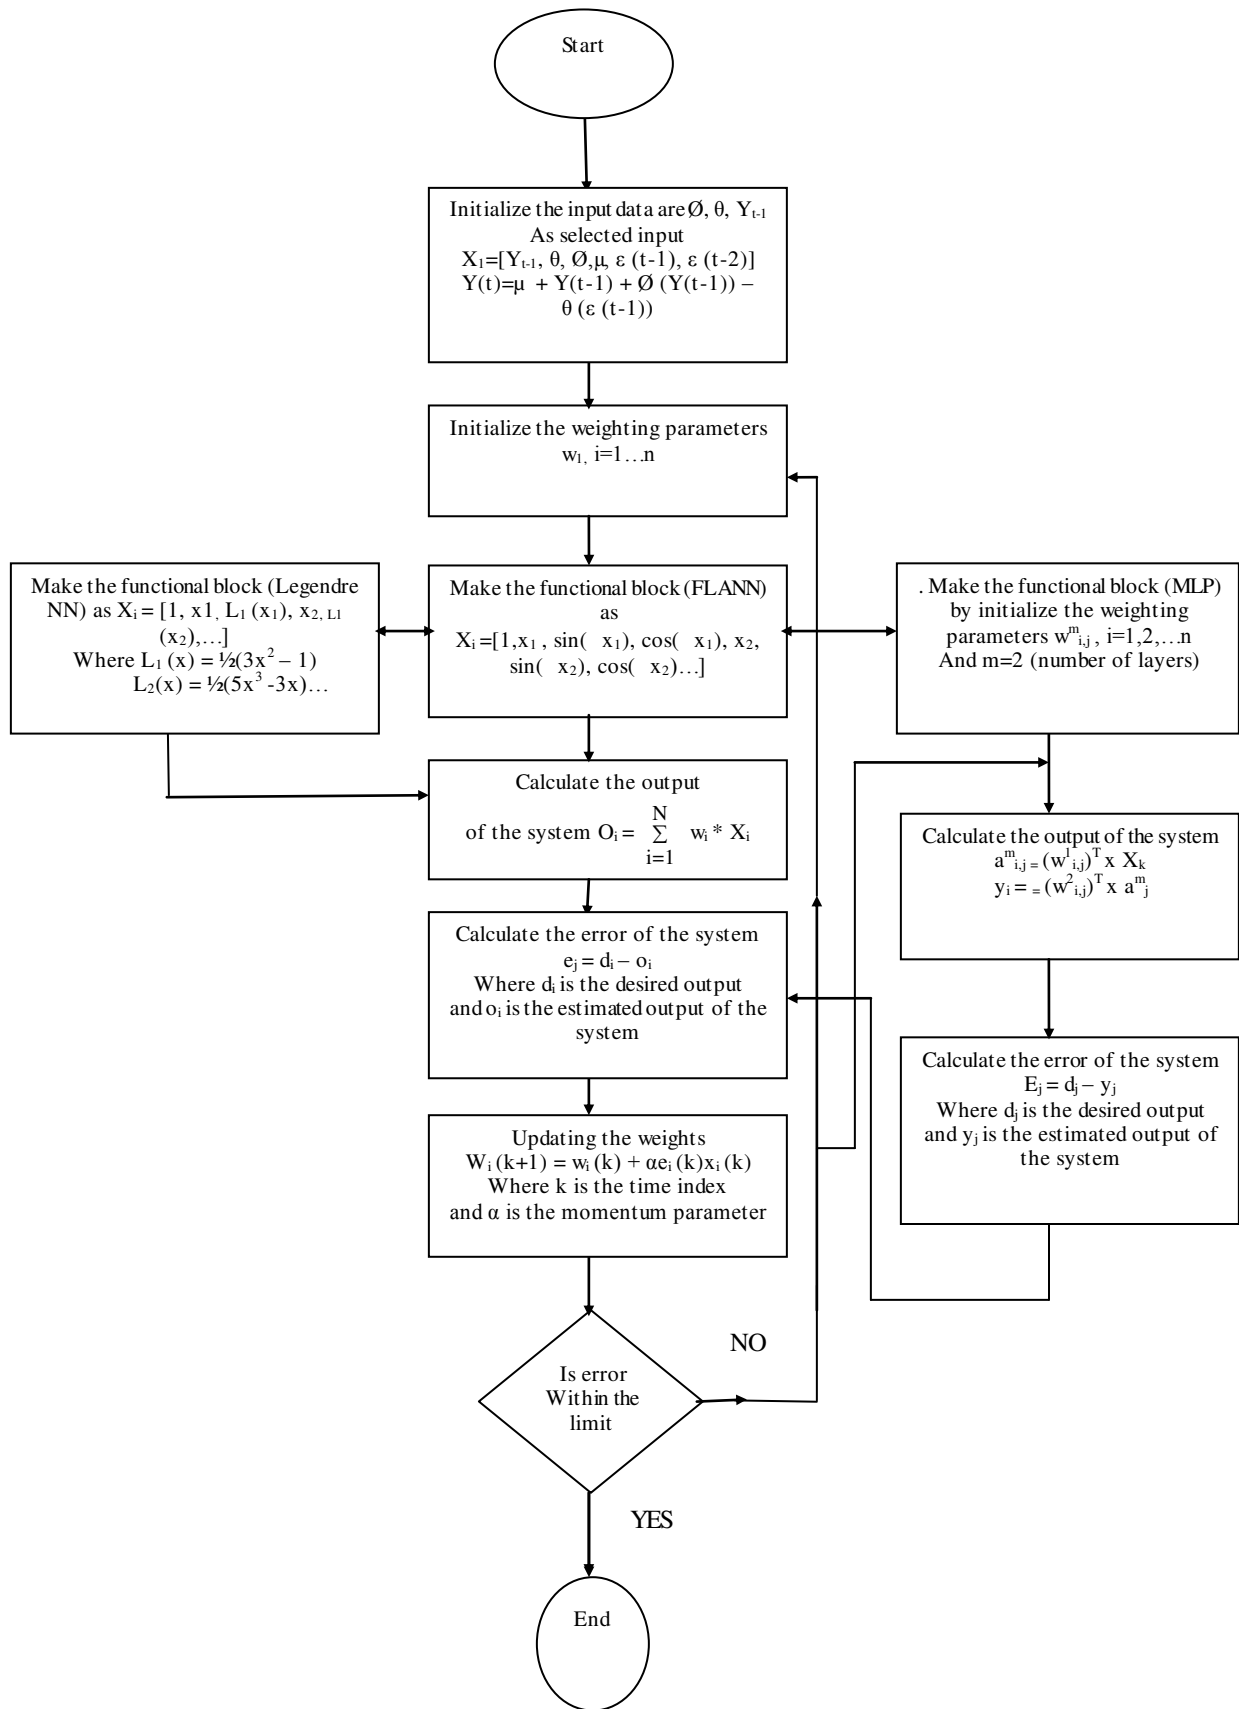 Start
Initialize the input data are Ø, θ, Yt-1
As selected input
X1=[Yt-1, θ, Ø,µ, ε (t-1), ε (t-2)]
Y(t)=µ + Y(t-1) + Ø (Y(t-1)) –
θ (ε (t-1))
Initialize the weighting parameters
w1, i=1…n
Make the functional block (Legendre
NN) as Xi = [1, x1, L1 (x1), x2, L1
(x2),…]
Where L1 (x) = ½(3x² – 1)
L2(x) = ½(5x³ -3x)…
Make the functional block (FLANN)
as
Xi =[1,x1 , sin( x1), cos( x1), x2,
sin( x2), cos( x2)…]
. Make the functional block (MLP)
by initialize the weighting
parameters w^m i,j , i=1,2,…n
And m=2 (number of layers)
Calculate the output
of the system Oi = N Σ i=1 wi * Xi
Calculate the output of the system
a^m i,j = (w^1 i,j)^T x Xk
yi = = (w^2 i,j)^T x a^m j
Calculate the error of the system
ej = di – oi
Where di is the desired output
and oi is the estimated output of the
system
Calculate the error of the system
Ej = dj – yj
Where dj is the desired output
and yj is the estimated output of
the system
Updating the weights
Wi (k+1) = wi (k) + αei (k)xi (k)
Where k is the time index
and α is the momentum parameter
NO
Is error
Within the
limit
YES
End